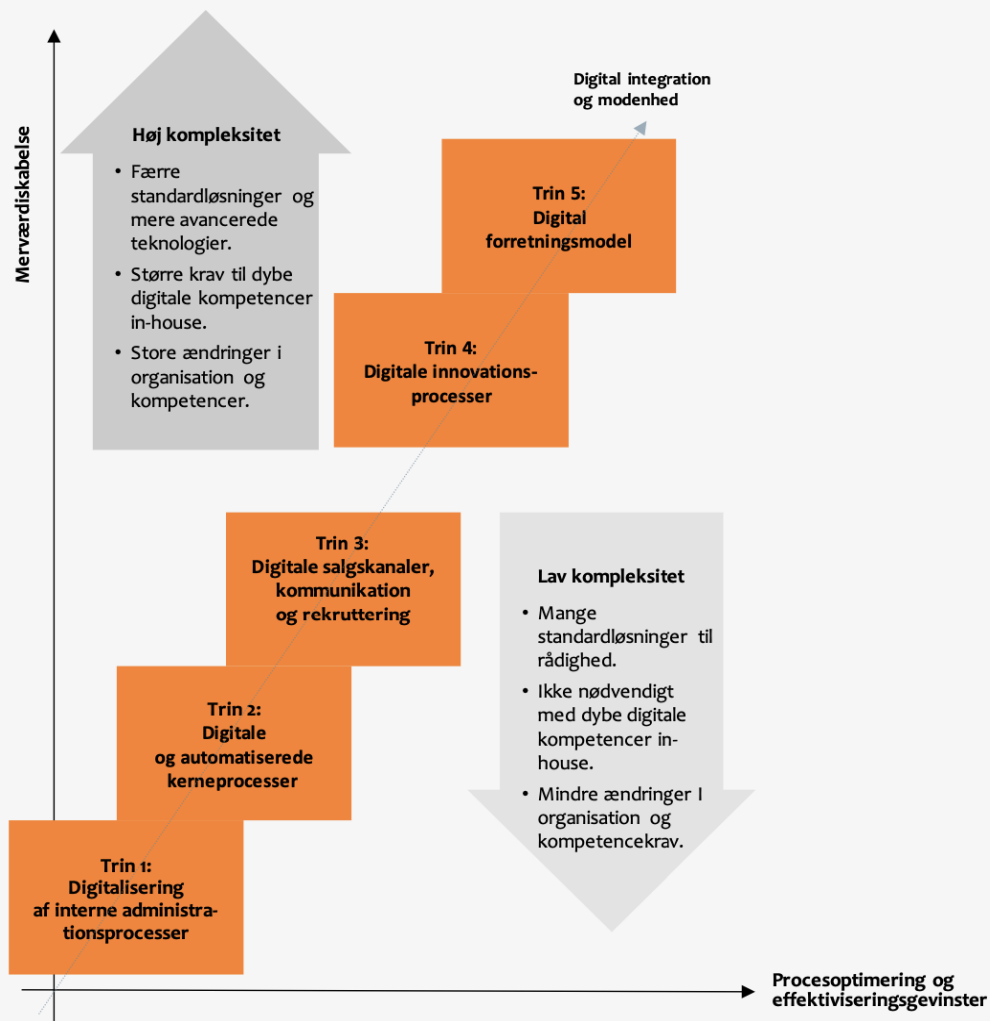 Merværdiskabelse
Høj kompleksitet
• Færre
standardløsninger og
mere avancerede
teknologier.
• Større krav til dybe
digitale kompetencer
in-house.
• Store ændringer i
organisation og
kompetencer.
Digital integration
og modenhed
Trin 5:
Digital
forretningsmodel
Trin 4:
Digitale innovations-
processer
Trin 3:
Digitale salgskanaler,
kommunikation
og rekruttering
Trin 2:
Digitale
og automatiserede
kerneprocesser
Trin 1:
Digitalisering
af interne administra-
tionsprocesser
Lav kompleksitet
• Mange
standardløsninger til
rådighed.
• Ikke nødvendigt
med dybe digitale
kompetencer in-
house.
• Mindre ændringer I
organisation og
kompetencekrav.
Procesoptimering og
effektiviseringsgevinster